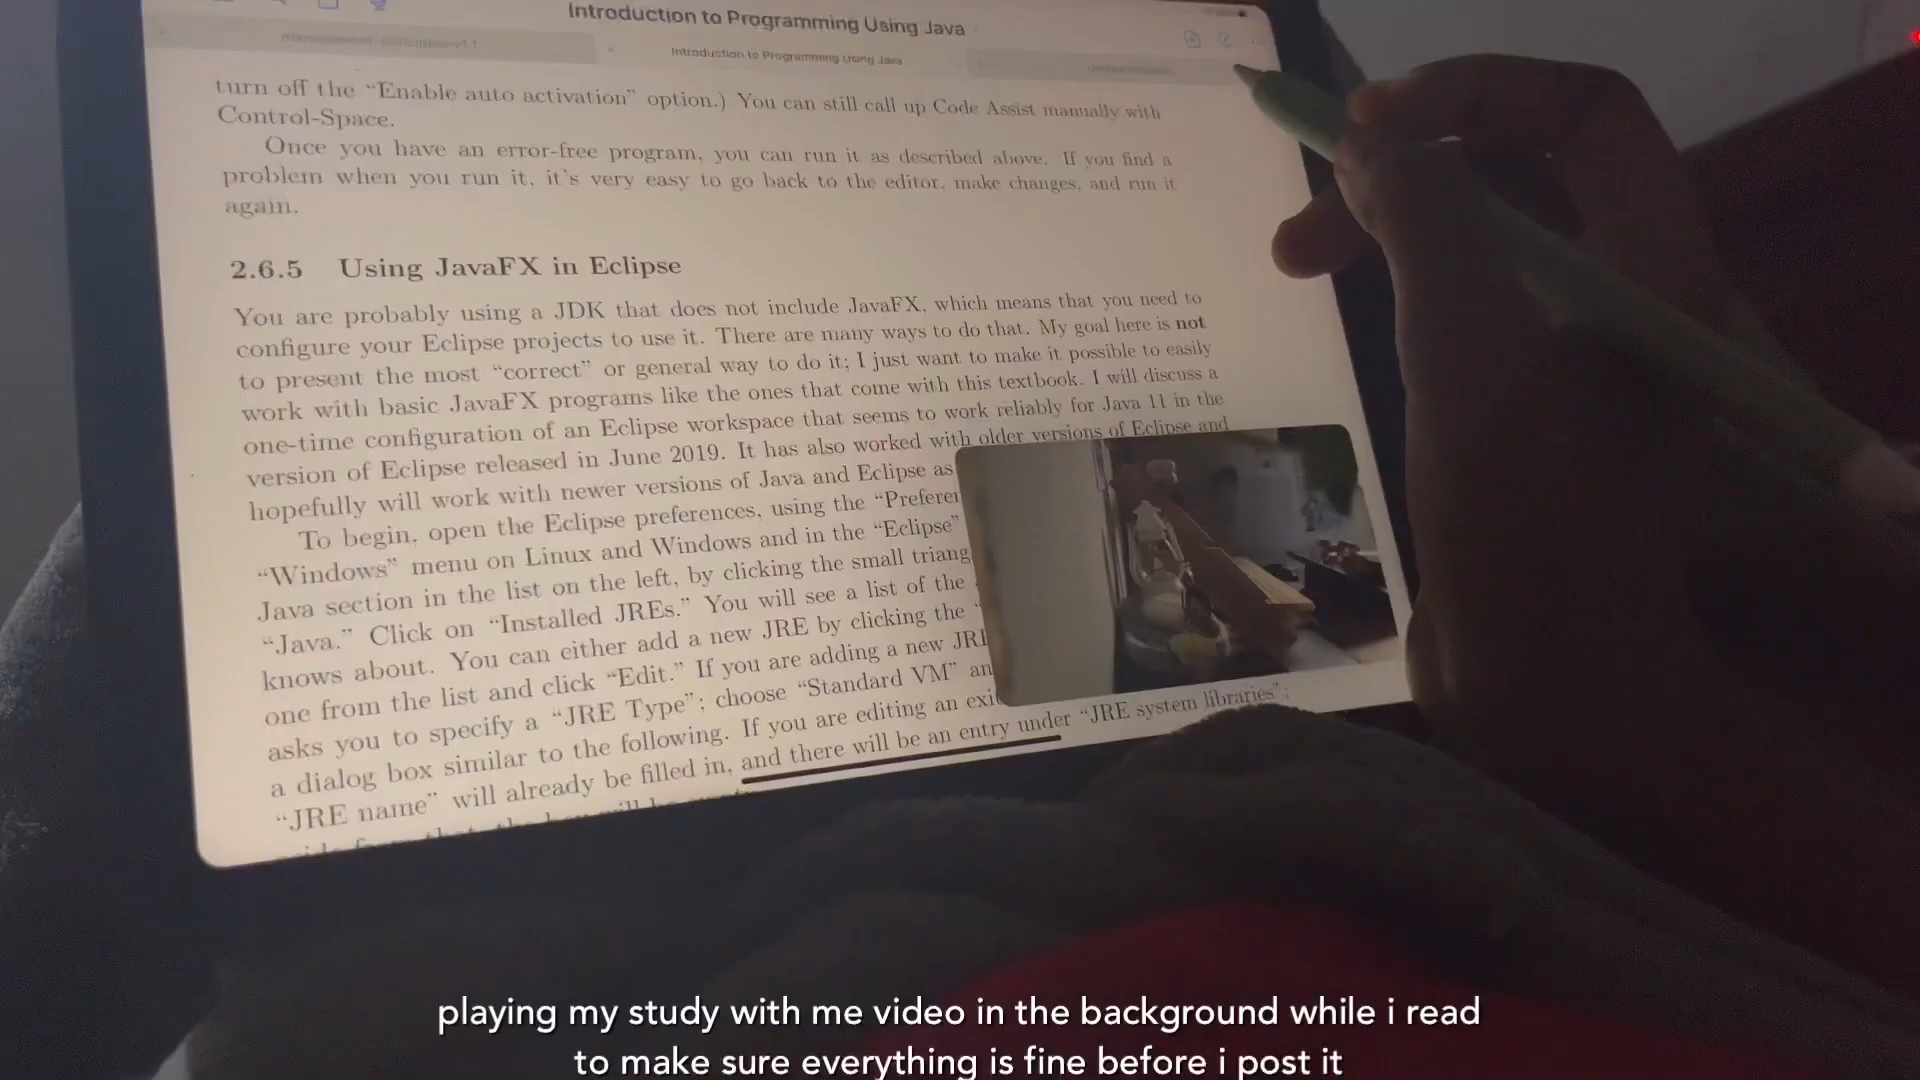 Introduction to Programming Using Java
Introduction to Programming Using Java
turn off the “Enable auto activation” option.) You can still call up Code Assist manually with
Control-Space.
Once you have an error-free program, you can run it as described above. If you find a
problem when you run it, it's very easy to go back to the editor, make changes, and run it
again.
2.6.5 Using JavaFX in Eclipse
You are probably using a JDK that does not include JavaFX, which means that you need to
configure your Eclipse projects to use it. There are many ways to do that. My goal here is not
to present the most “correct” or general way to do it; I just want to make it possible to easily
work with basic JavaFX programs like the ones that come with this textbook. I will discuss a
one-time configuration of an Eclipse workspace that seems to work reliably for Java 11 in the
version of Eclipse released in June 2019. It has also worked with older versions of Eclipse and
hopefully will work with newer versions of Java and Eclipse as
To begin, open the Eclipse preferences, using the “Prefere
“Windows” menu on Linux and Windows and in the “Eclipse”
Java section in the list on the left, by clicking the small triang
“Java.” Click on “Installed JREs.” You will see a list of the
knows about. You can either add a new JRE by clicking the “
one from the list and click “Edit.” If you are adding a new JRE
asks you to specify a “JRE Type”; choose “Standard VM” an
a dialog box similar to the following. If you are editing an exi
“JRE name” will already be filled in, and there will be an entry under “JRE system libraries”;
playing my study with me video in the background while i read
to make sure everything is fine before i post it